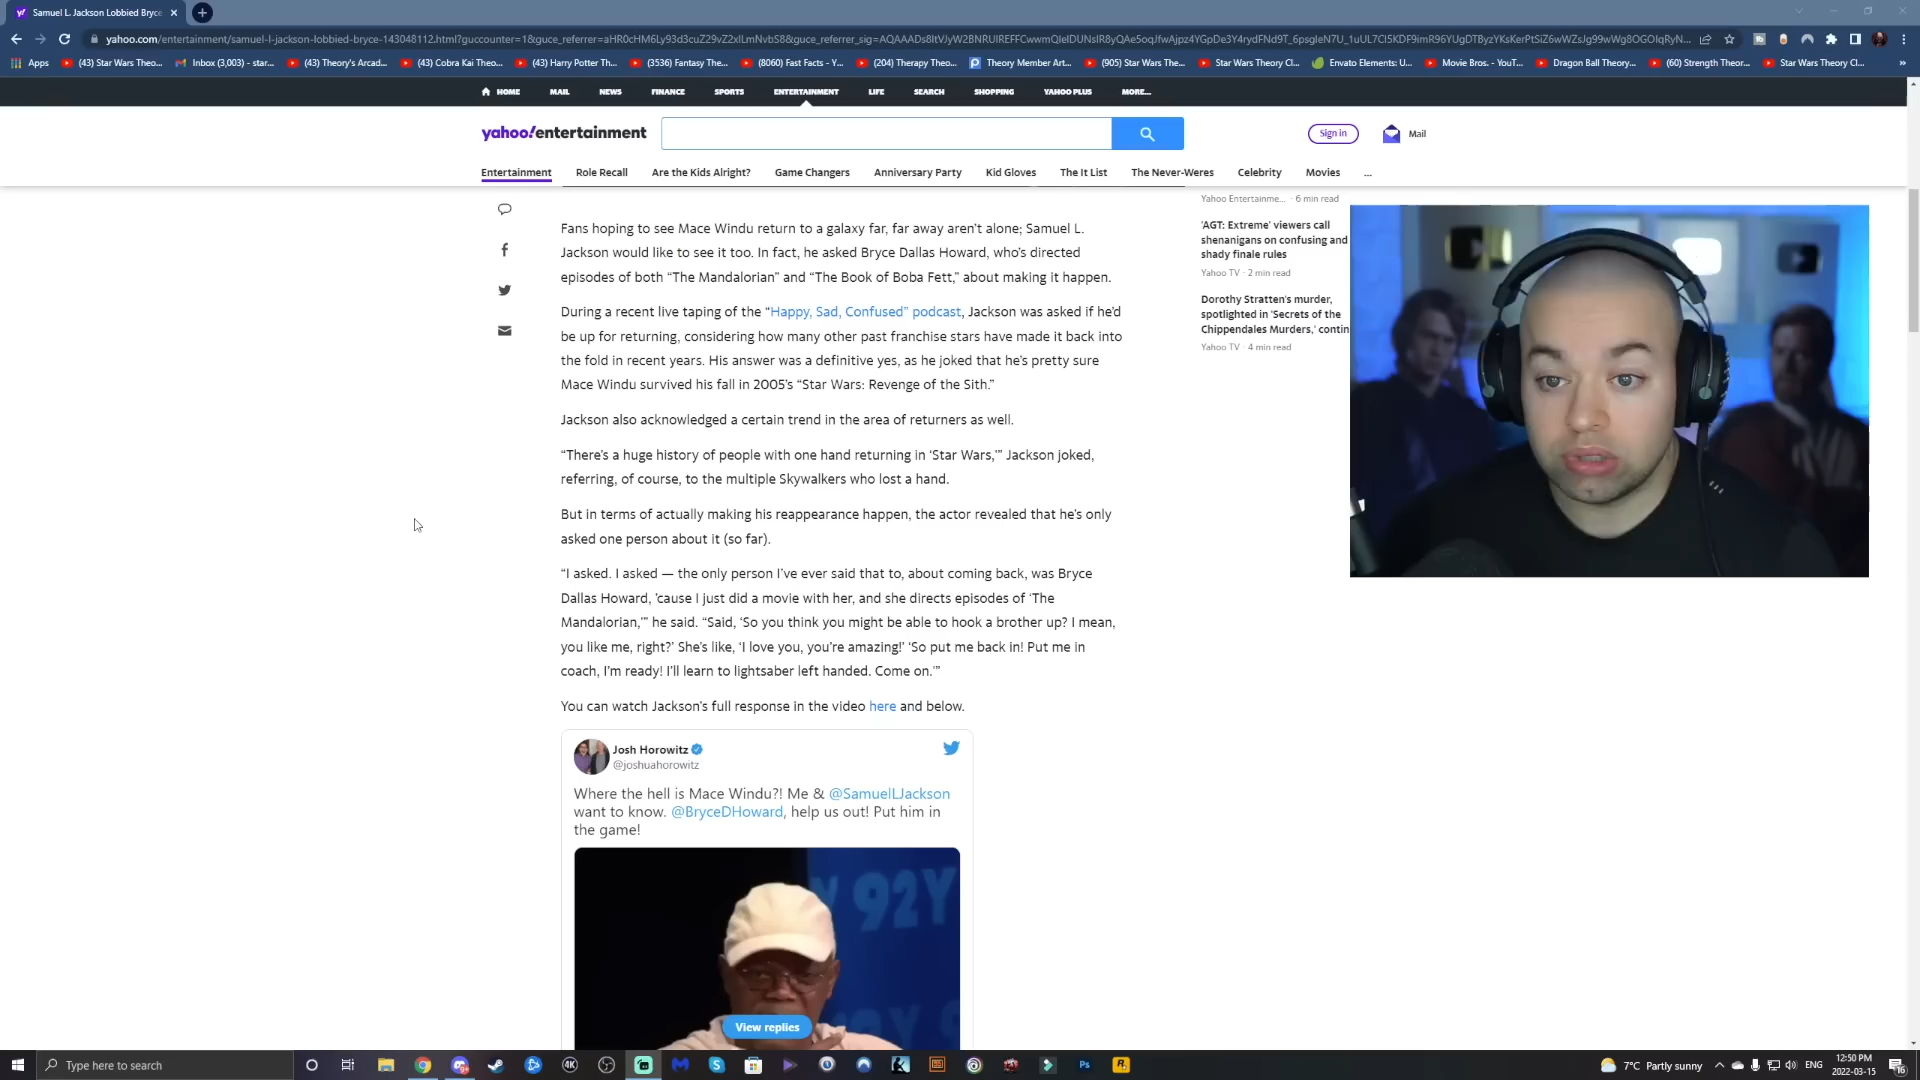 Samuel L. Jackson Lobbied Bryce
yahoo.com/entertainment/samuel-l-jackson-lobbied-bryce-143048112.html?guccounter=1&guce_referrer=
Apps
(43) Star Wars Theo...
Inbox (3,003) - star...
(43) Theory's Arcad...
(43) Cobra Kai Theo...
(43) Harry Potter Th...
(3536) Fantasy The...
(8060) Fast Facts - Y...
(204) Therapy Theo...
Theory Member Art...
(905) Star Wars The...
Star Wars Theory Cl...
Envato Elements: U...
Movie Bros. - YouT...
Dragon Ball Theory...
(60) Strength Theor...
Star Wars Theory Cl...
HOME MAIL NEWS FINANCE SPORTS ENTERTAINMENT LIFE SEARCH SHOPPING YAHOO PLUS MORE...
yahoo!entertainment
Sign in
Mail
Entertainment Role Recall Are the Kids Alright? Game Changers Anniversary Party Kid Gloves The It List The Never-Weres Celebrity Movies ...
Fans hoping to see Mace Windu return to a galaxy far, far away aren’t alone; Samuel L.
Jackson would like to see it too. In fact, he asked Bryce Dallas Howard, who’s directed
episodes of both “The Mandalorian” and “The Book of Boba Fett,” about making it happen.
During a recent live taping of the “Happy, Sad, Confused” podcast, Jackson was asked if he’d
be up for returning, considering how many other past franchise stars have made it back into
the fold in recent years. His answer was a definitive yes, as he joked that he’s pretty sure
Mace Windu survived his fall in 2005’s “Star Wars: Revenge of the Sith.”
Jackson also acknowledged a certain trend in the area of returners as well.
“There’s a huge history of people with one hand returning in ‘Star Wars,’” Jackson joked,
referring, of course, to the multiple Skywalkers who lost a hand.
But in terms of actually making his reappearance happen, the actor revealed that he’s only
asked one person about it (so far).
“I asked. I asked — the only person I’ve ever said that to, about coming back, was Bryce
Dallas Howard, ’cause I just did a movie with her, and she directs episodes of ‘The
Mandalorian,’” he said. “Said, ‘So you think you might be able to hook a brother up? I mean,
you like me, right?’ She’s like, ‘I love you, you’re amazing!’ ‘So put me back in! Put me in
coach, I’m ready! I’ll learn to lightsaber left handed. Come on.'”
You can watch Jackson’s full response in the video here and below.
Josh Horowitz
@joshuahorowitz
Where the hell is Mace Windu?! Me & @SamuelLJackson
want to know. @BryceDHoward, help us out! Put him in
the game!
92Y
View replies
Yahoo Entertainme... · 6 min read
'AGT: Extreme' viewers call
shenanigans on confusing and
shady finale rules
Yahoo TV · 2 min read
Dorothy Stratten's murder,
spotlighted in 'Secrets of the
Chippendales Murders,' contin
Yahoo TV · 4 min read
Type here to search
4K
Ps
7°C Partly sunny
ENG
12:50 PM
2022-03-15
16